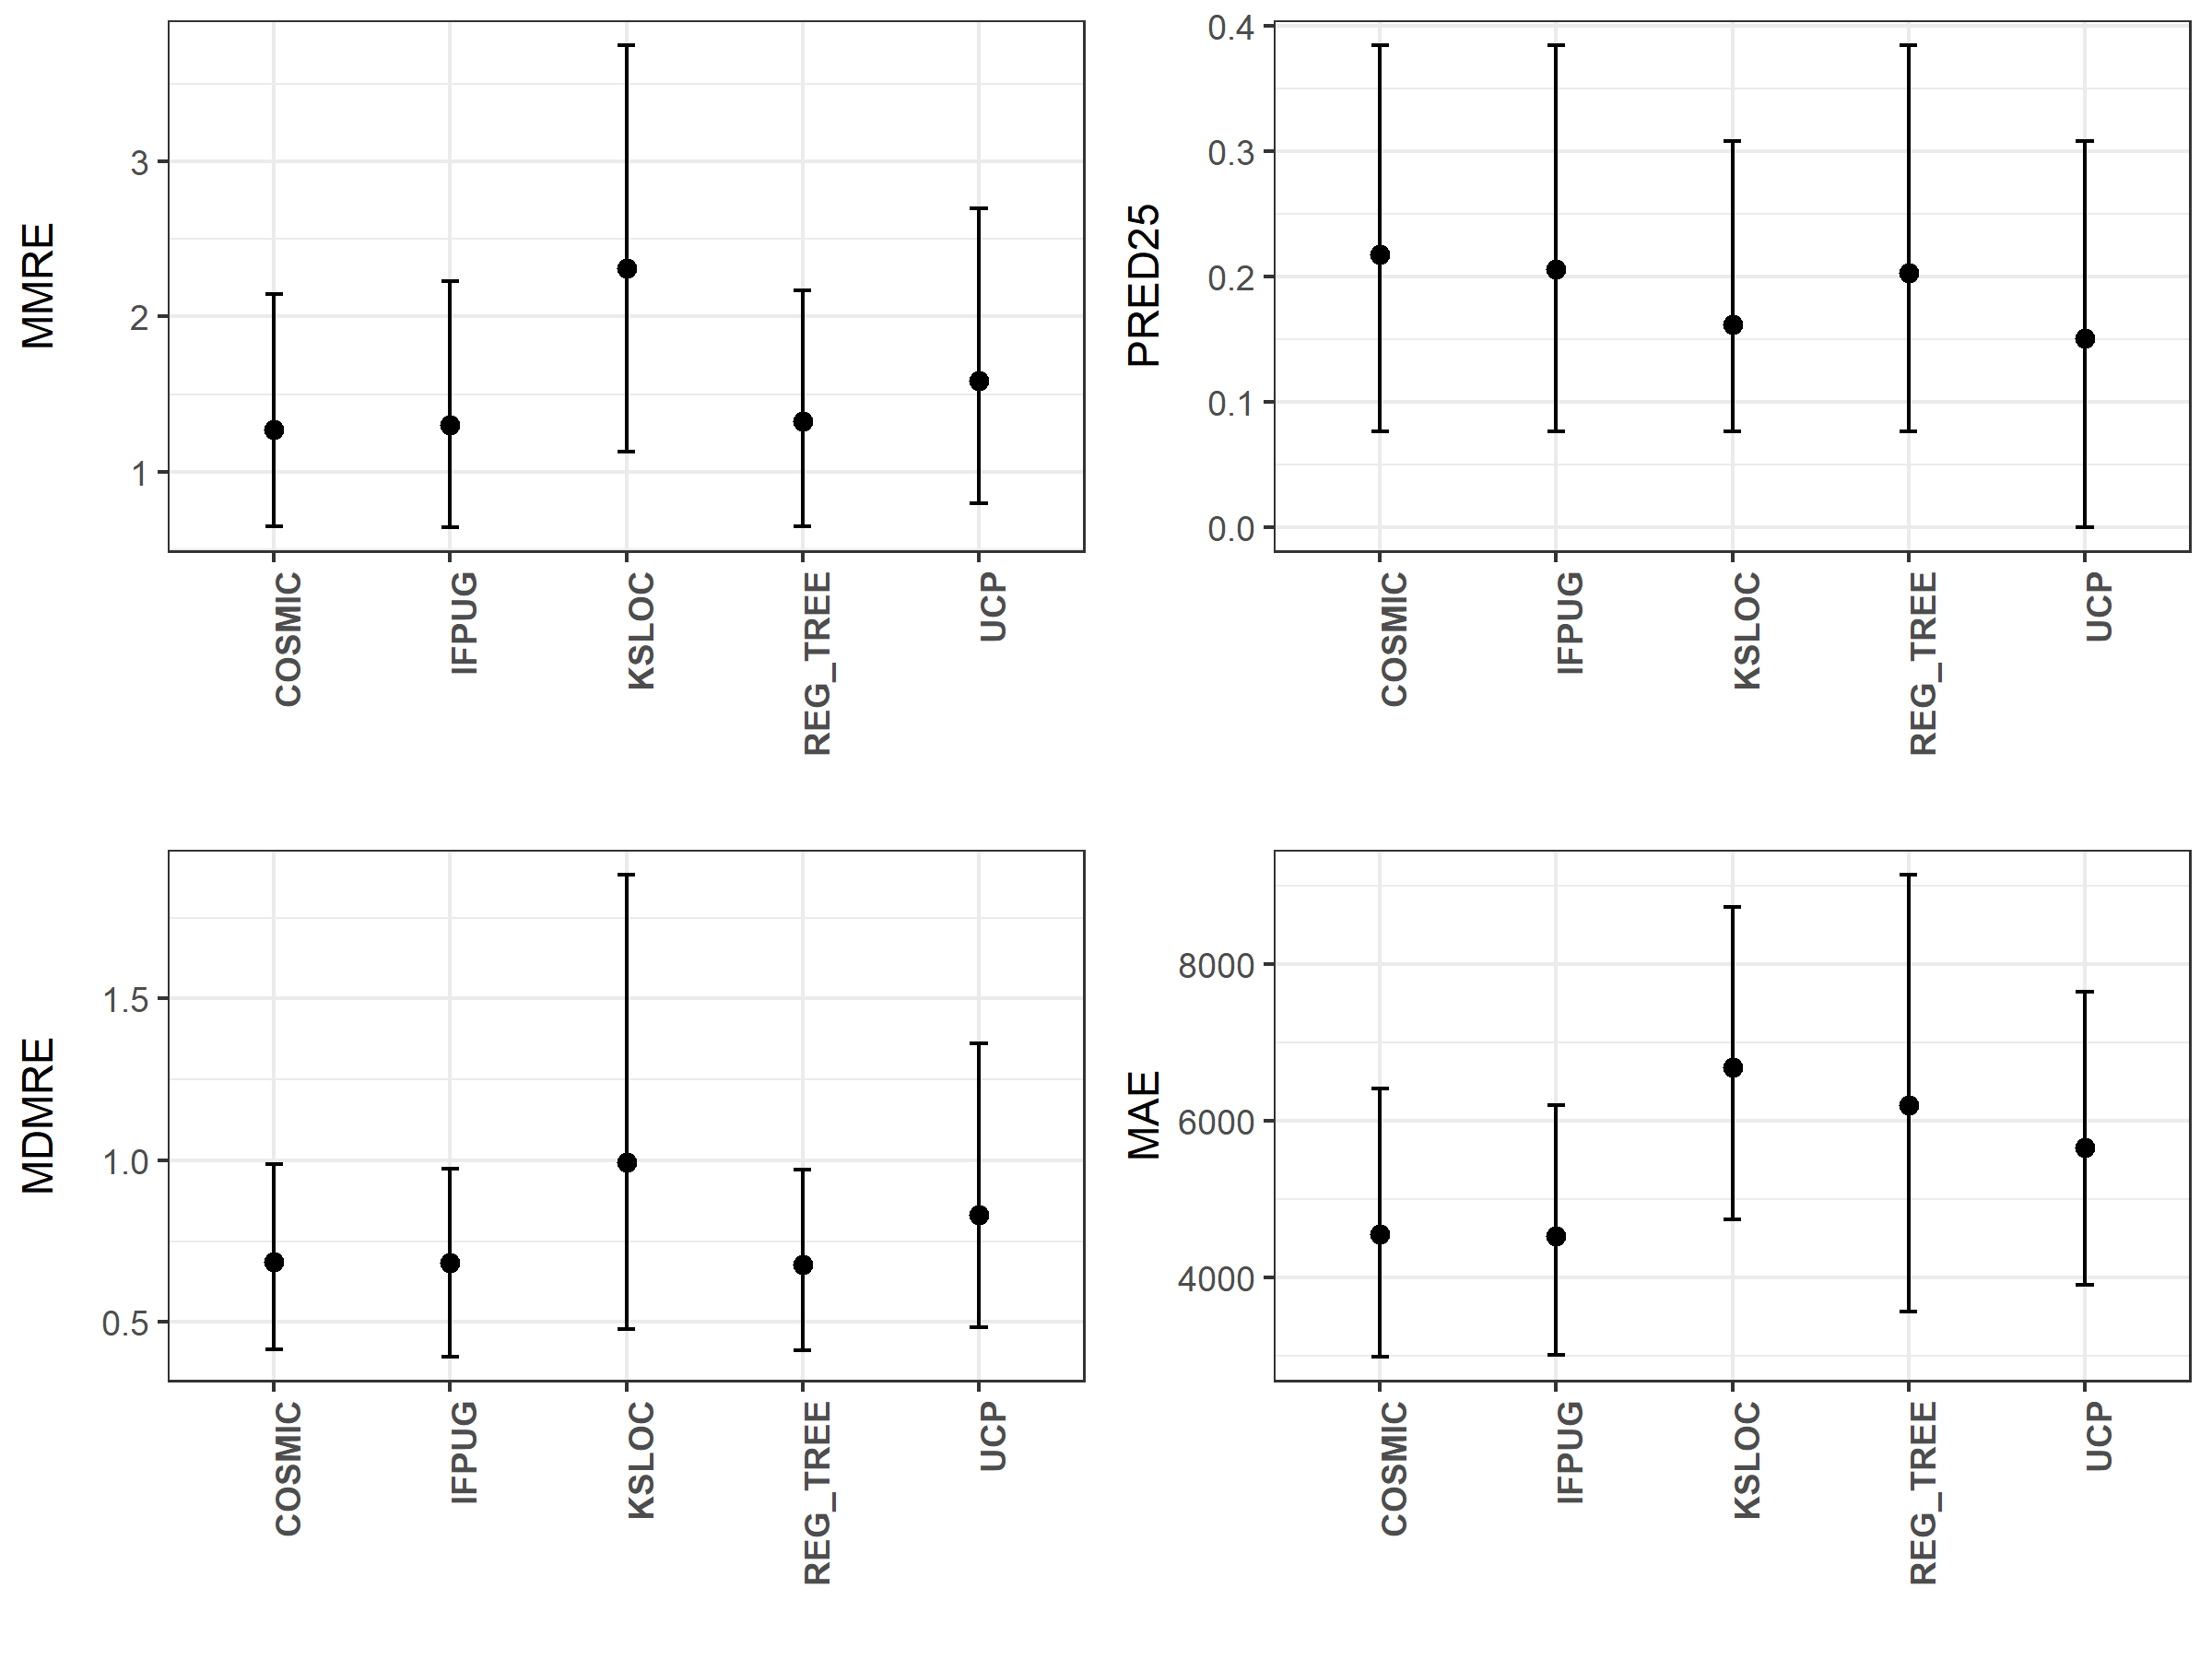 MMRE
3
2
1
COSMIC
IFPUG
KSLOC
REG_TREE
UCP
PRED25
0.4
0.3
0.2
0.1
0.0
COSMIC
IFPUG
KSLOC
REG_TREE
UCP
MDMRE
1.5
1.0
0.5
COSMIC
IFPUG
KSLOC
REG_TREE
UCP
MAE
8000
6000
4000
COSMIC
IFPUG
KSLOC
REG_TREE
UCP